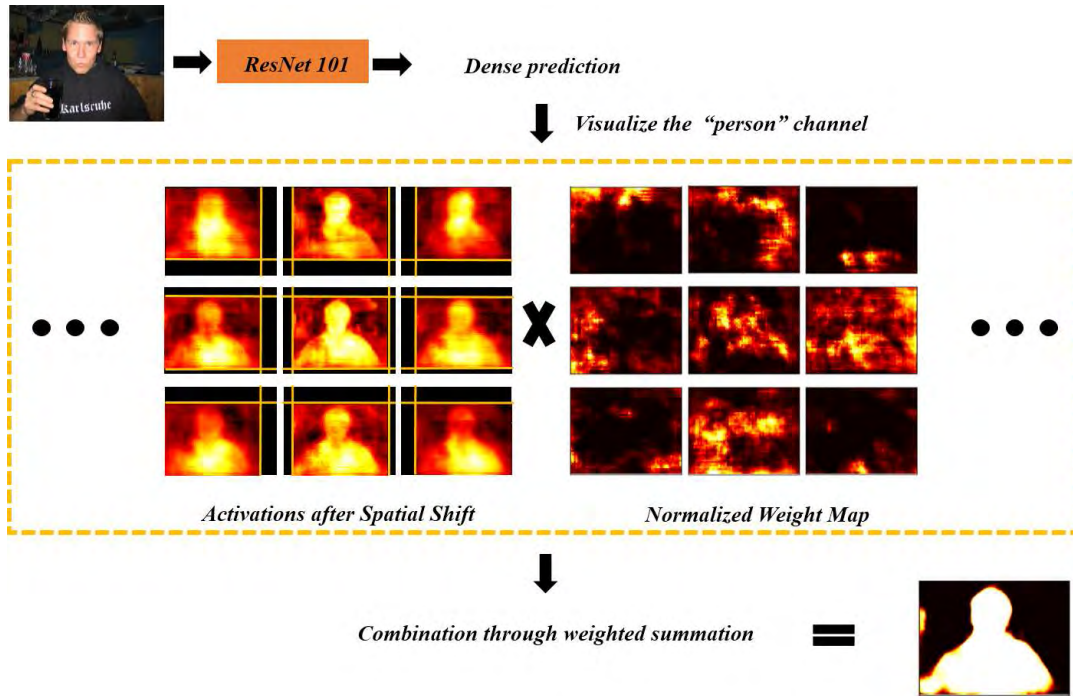 Karlsruhe
ResNet 101
Dense prediction
Visualize the “person” channel
Activations after Spatial Shift
Normalized Weight Map
Combination through weighted summation